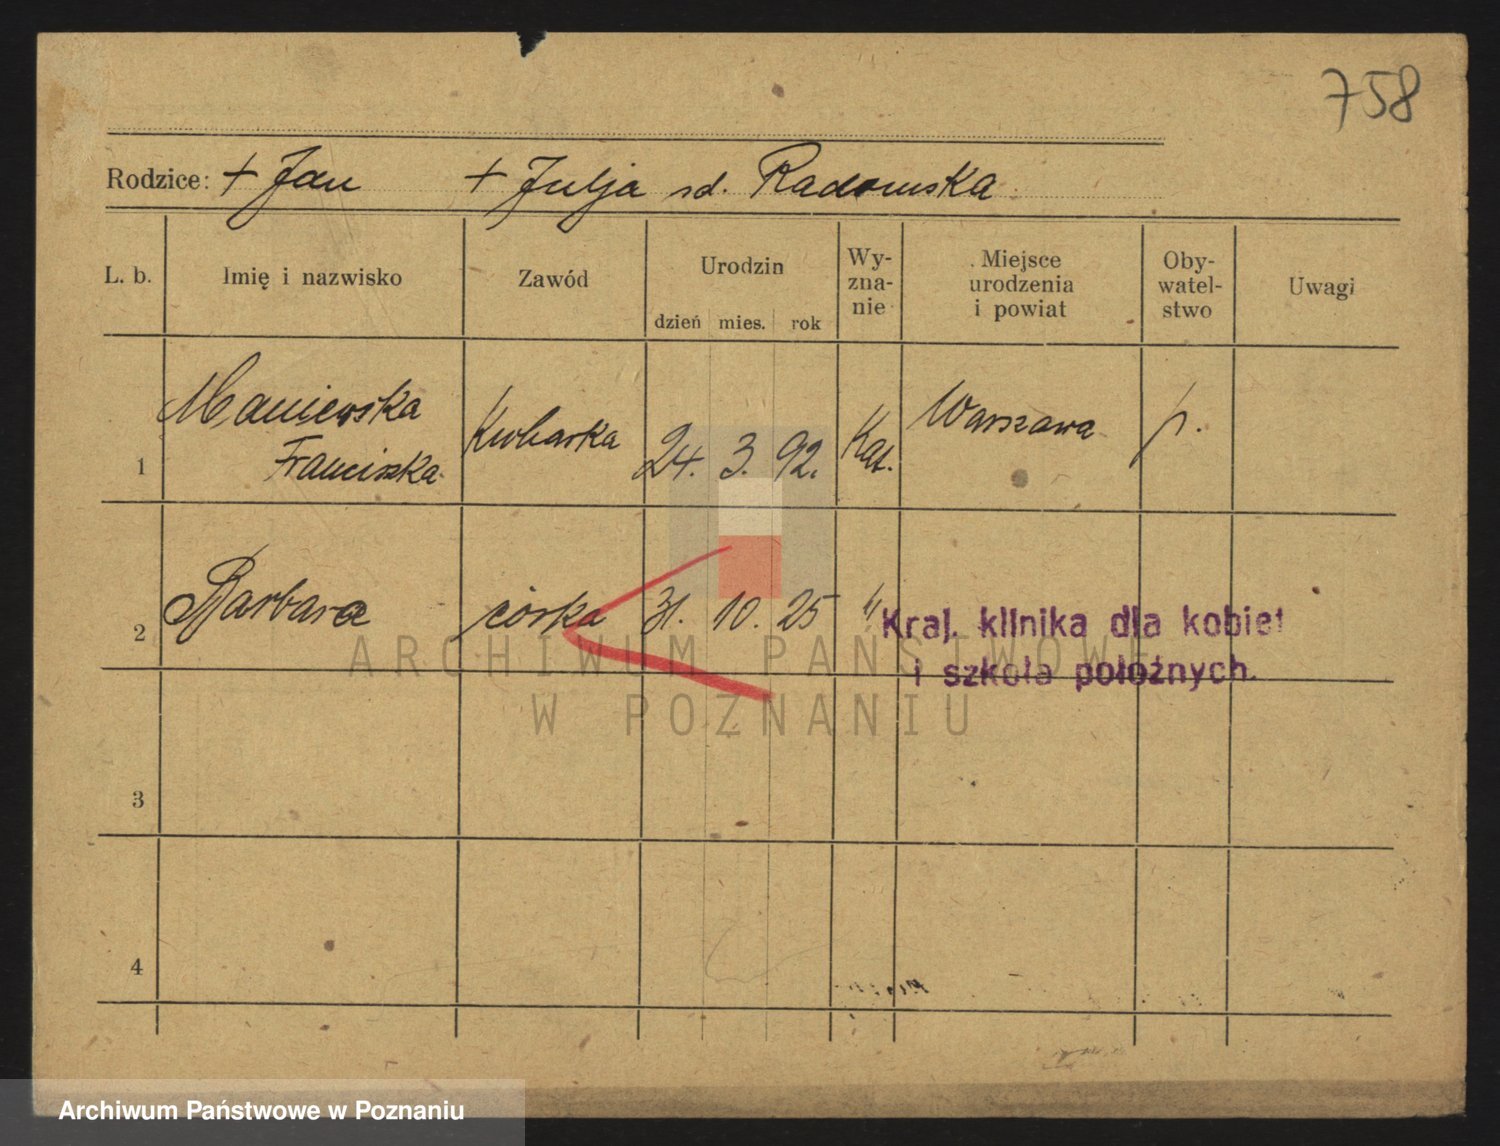 758
Rodzice: + Jan + Julja sd. Radomska
L. b. Imię i nazwisko Zawód Urodzin dzień mies. rok Wy-zna-nie Miejsce urodzenia i powiat Oby-watel-stwo Uwagi
1 Maniewska Franciszka Kucharka 24. 3. 92. Kat. Warszawa p.
2 Barbara córka 31. 10. 25 "
Kraj. klinika dla kobiet
i szkoła położnych.
ARCHIWUM PAŃSTWOWE
W POZNANIU
3
4
Archiwum Państwowe w Poznaniu